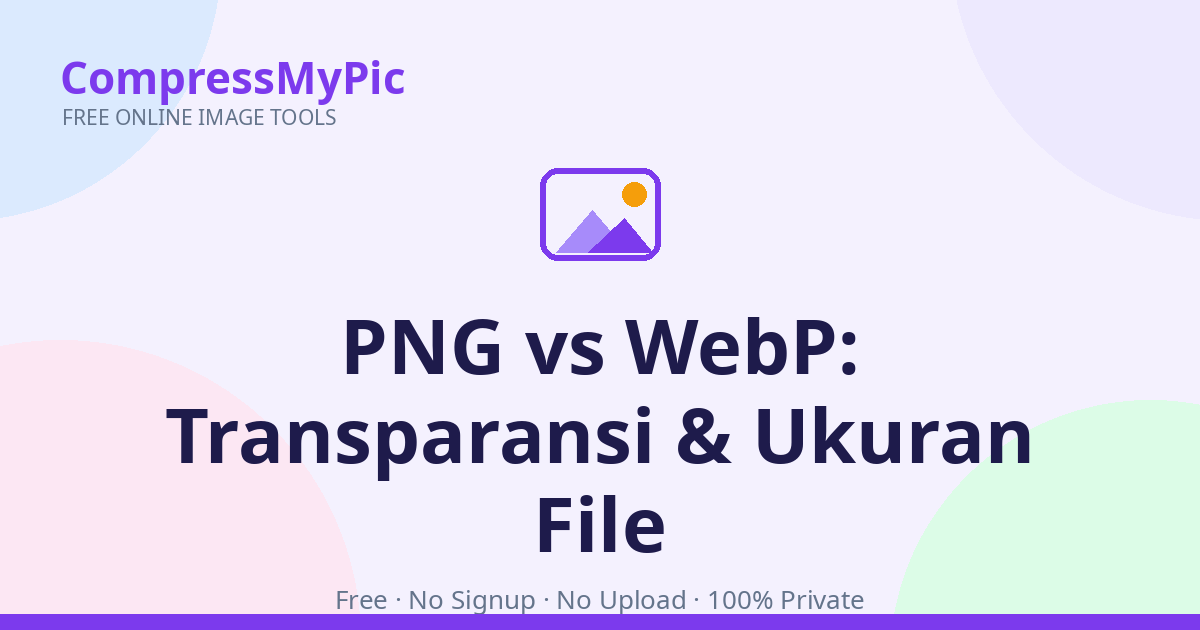 CompressMyPic
FREE ONLINE IMAGE TOOLS
PNG vs WebP:
Transparansi & Ukuran
File
Free · No Signup · No Upload · 100% Private